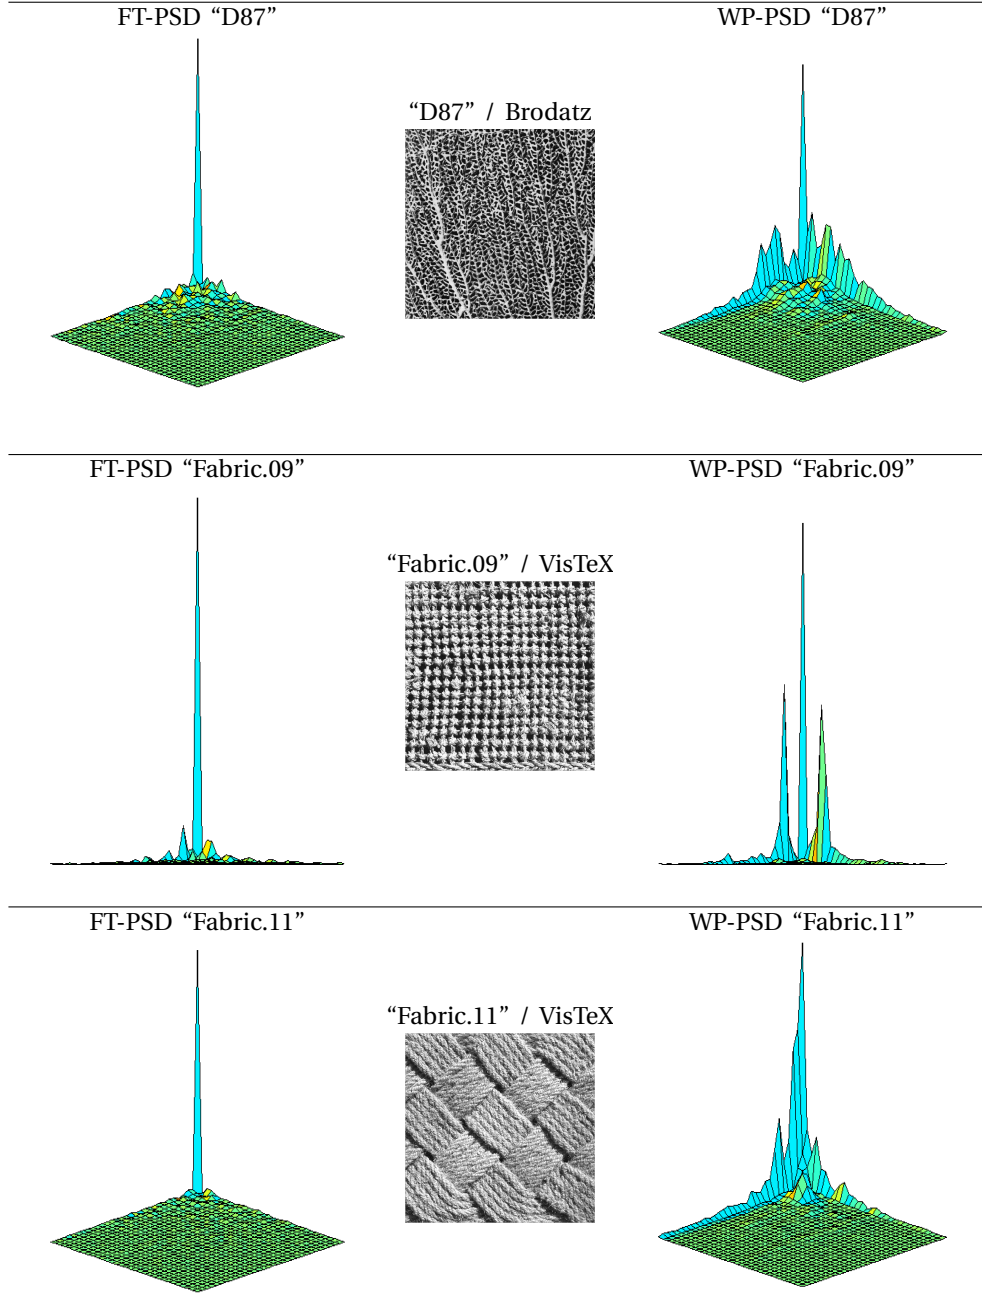 FT-PSD “D87”
WP-PSD “D87”
“D87” / Brodatz
FT-PSD “Fabric.09”
WP-PSD “Fabric.09”
“Fabric.09” / VisTeX
FT-PSD “Fabric.11”
WP-PSD “Fabric.11”
“Fabric.11” / VisTeX